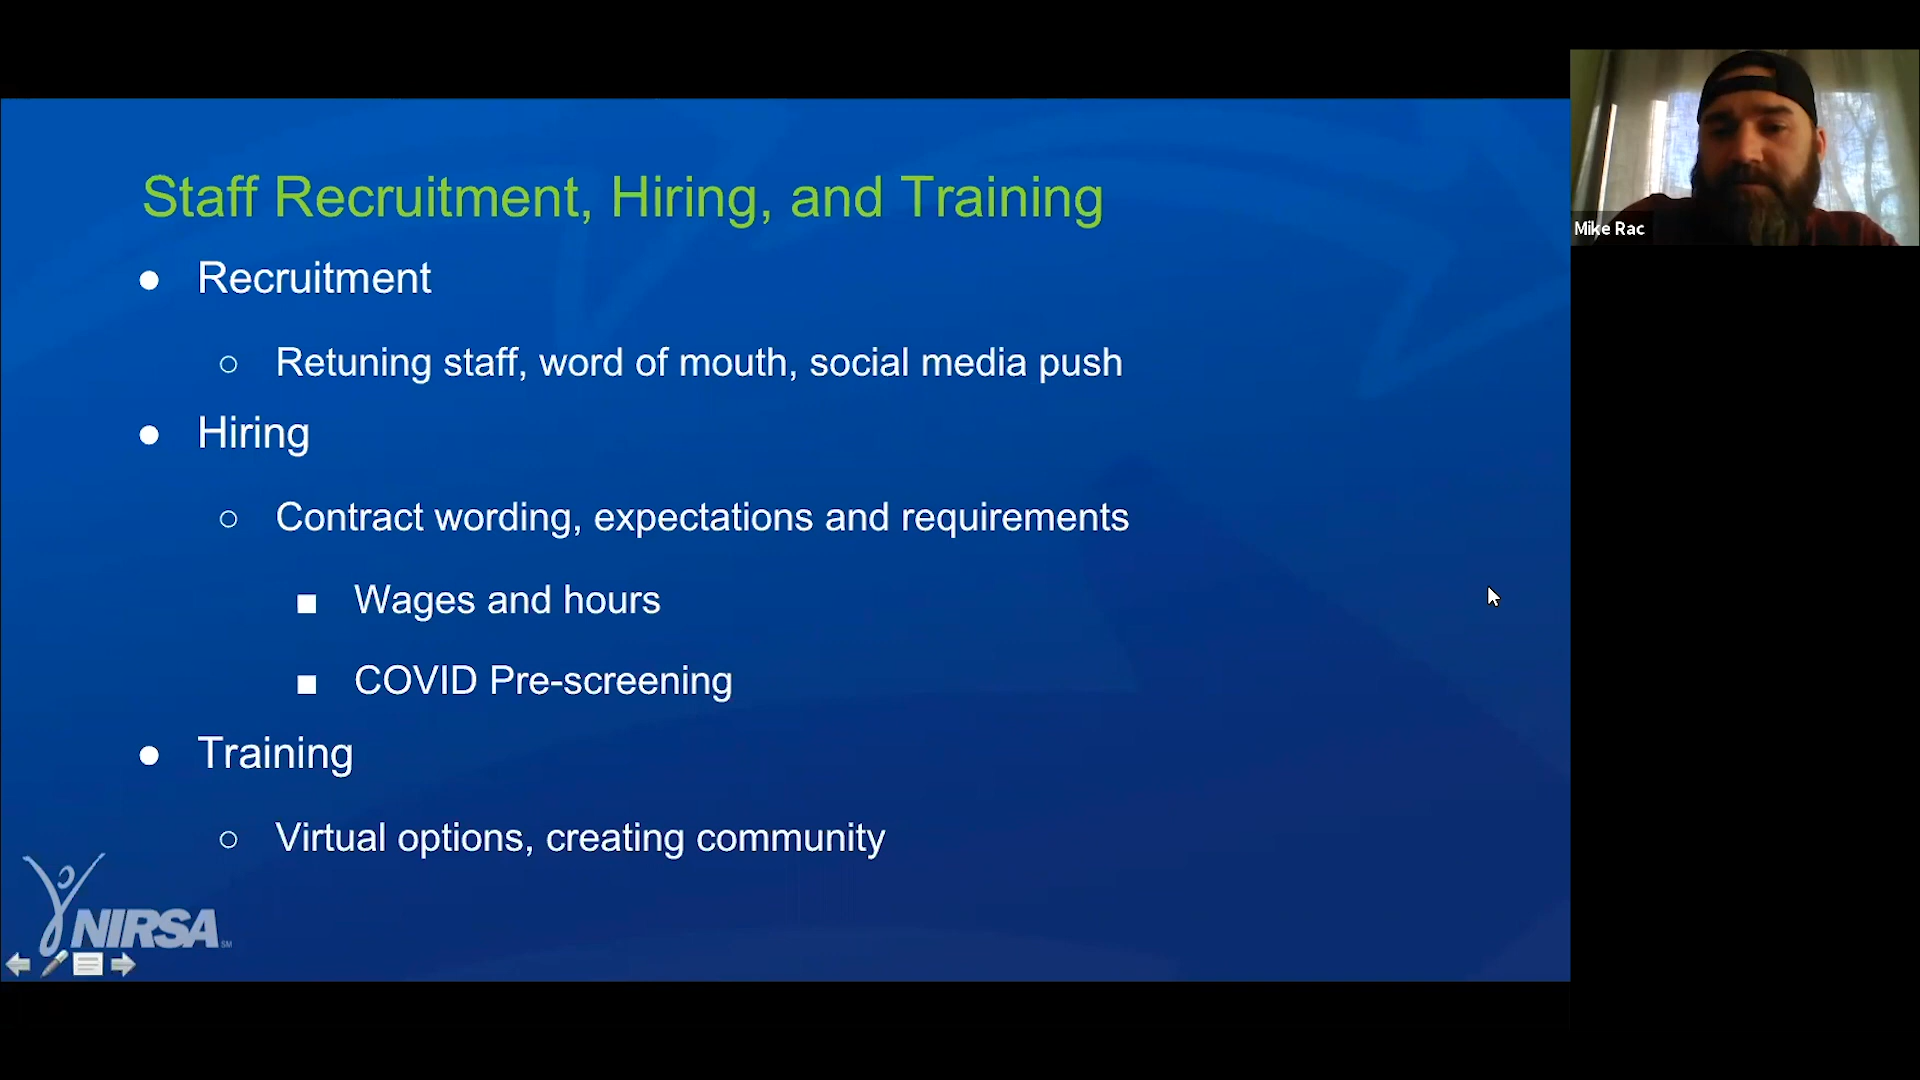 Staff Recruitment, Hiring, and Training
Recruitment
Retuning staff, word of mouth, social media push
Hiring
Contract wording, expectations and requirements
Wages and hours
COVID Pre-screening
Training
Virtual options, creating community
NIRSA SM
Mike Rac